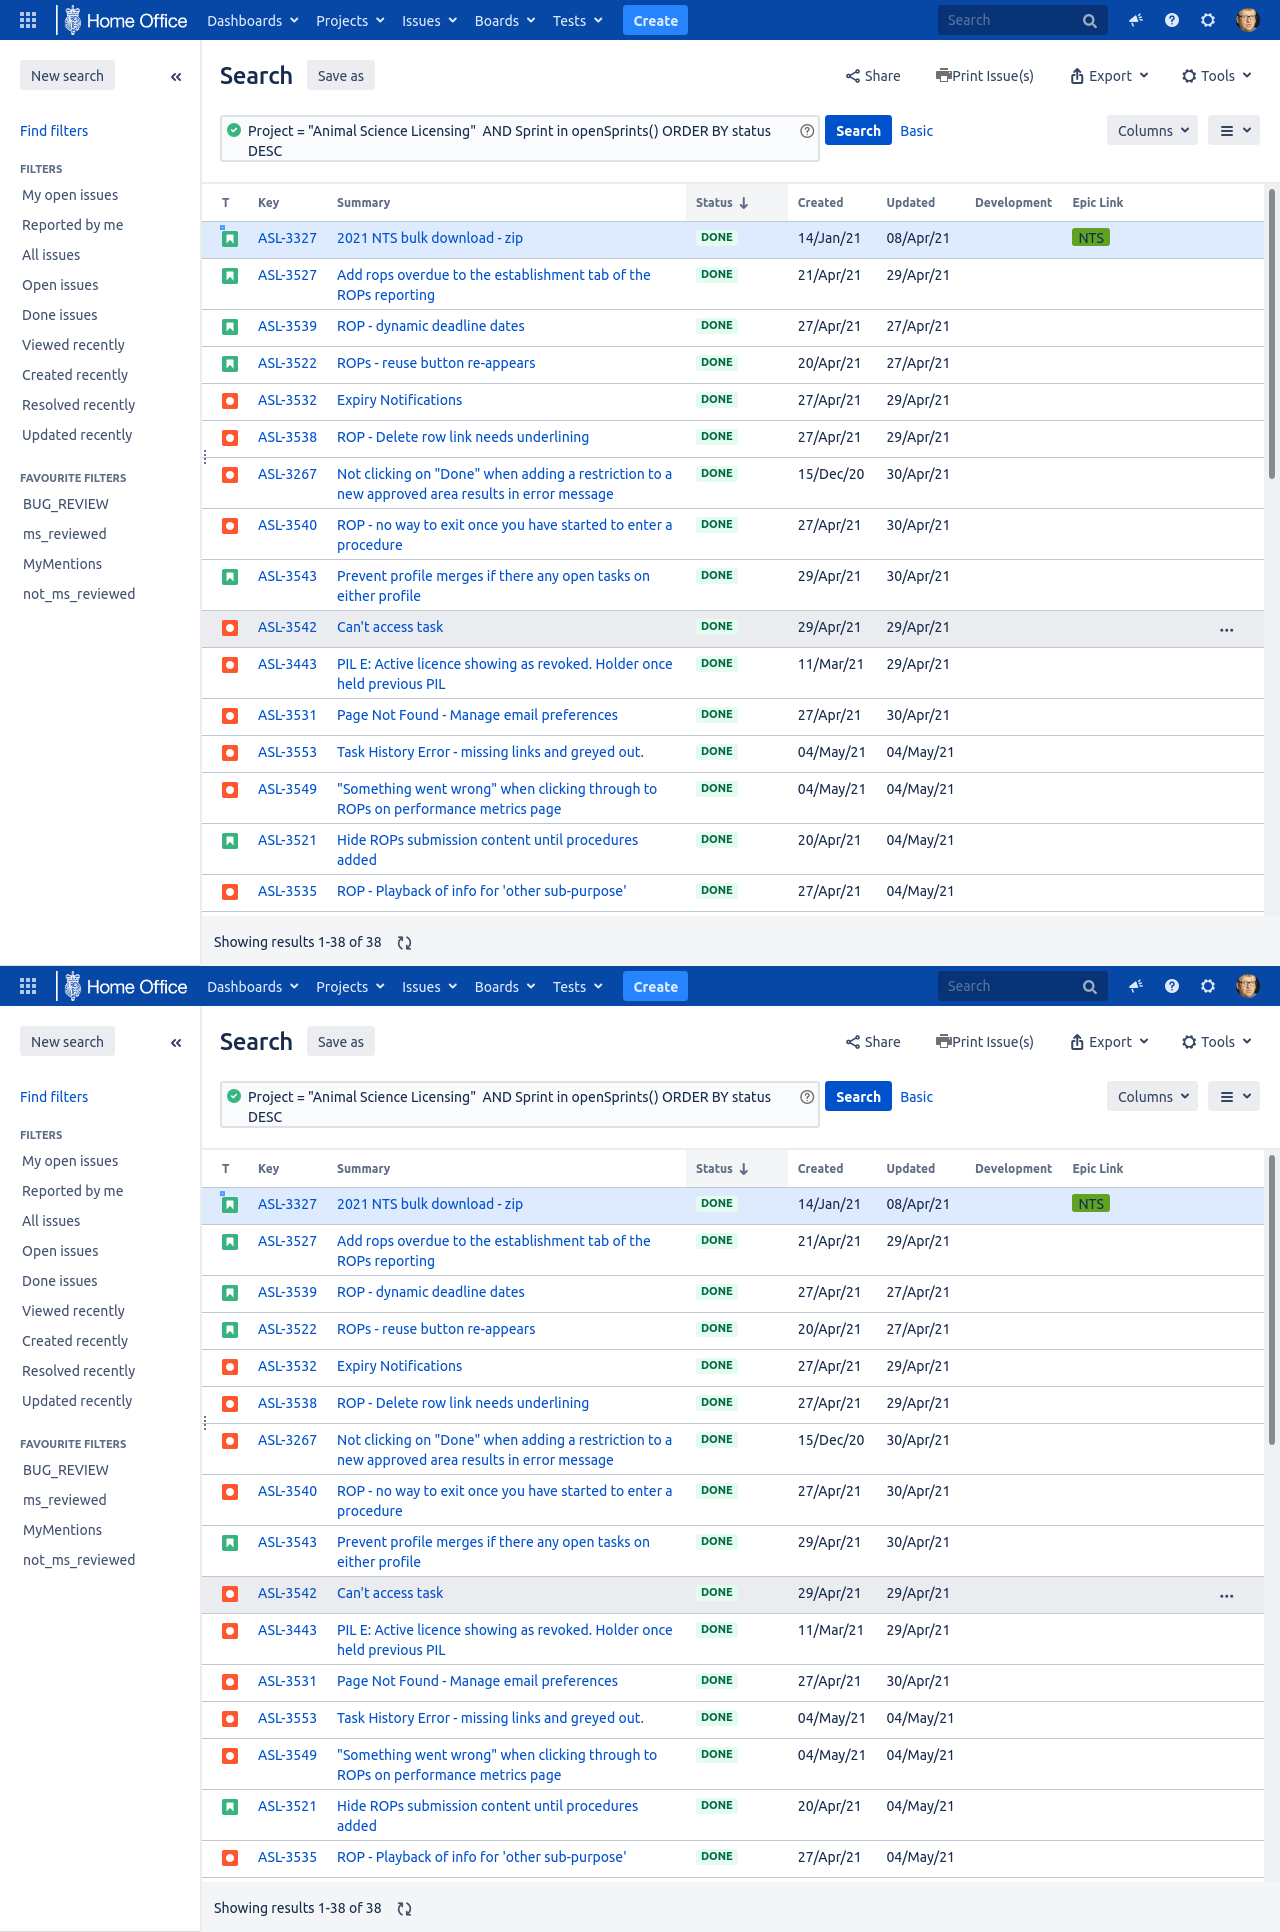 Home Office Dashboards Projects Issues Boards Tests Create Search
New search Search Save as Share Print Issue(s) Export Tools
Find filters Project = "Animal Science Licensing"  AND Sprint in openSprints() ORDER BY status Search Basic Columns
DESC
FILTERS
My open issues
Reported by me
All issues
Open issues
Done issues
Viewed recently
Created recently
Resolved recently
Updated recently
FAVOURITE FILTERS
BUG_REVIEW
ms_reviewed
MyMentions
not_ms_reviewed
T Key Summary Status Created Updated Development Epic Link
ASL-3327 2021 NTS bulk download - zip DONE 14/Jan/21 08/Apr/21 NTS
ASL-3527 Add rops overdue to the establishment tab of the DONE 21/Apr/21 29/Apr/21
ROPs reporting
ASL-3539 ROP - dynamic deadline dates DONE 27/Apr/21 27/Apr/21
ASL-3522 ROPs - reuse button re-appears DONE 20/Apr/21 27/Apr/21
ASL-3532 Expiry Notifications DONE 27/Apr/21 29/Apr/21
ASL-3538 ROP - Delete row link needs underlining DONE 27/Apr/21 29/Apr/21
ASL-3267 Not clicking on "Done" when adding a restriction to a DONE 15/Dec/20 30/Apr/21
new approved area results in error message
ASL-3540 ROP - no way to exit once you have started to enter a DONE 27/Apr/21 30/Apr/21
procedure
ASL-3543 Prevent profile merges if there any open tasks on DONE 29/Apr/21 30/Apr/21
either profile
ASL-3542 Can't access task DONE 29/Apr/21 29/Apr/21
ASL-3443 PIL E: Active licence showing as revoked. Holder once DONE 11/Mar/21 29/Apr/21
held previous PIL
ASL-3531 Page Not Found - Manage email preferences DONE 27/Apr/21 30/Apr/21
ASL-3553 Task History Error - missing links and greyed out. DONE 04/May/21 04/May/21
ASL-3549 "Something went wrong" when clicking through to DONE 04/May/21 04/May/21
ROPs on performance metrics page
ASL-3521 Hide ROPs submission content until procedures DONE 20/Apr/21 04/May/21
added
ASL-3535 ROP - Playback of info for 'other sub-purpose' DONE 27/Apr/21 04/May/21
Showing results 1-38 of 38
Home Office Dashboards Projects Issues Boards Tests Create Search
New search Search Save as Share Print Issue(s) Export Tools
Find filters Project = "Animal Science Licensing"  AND Sprint in openSprints() ORDER BY status Search Basic Columns
DESC
FILTERS
My open issues
Reported by me
All issues
Open issues
Done issues
Viewed recently
Created recently
Resolved recently
Updated recently
FAVOURITE FILTERS
BUG_REVIEW
ms_reviewed
MyMentions
not_ms_reviewed
T Key Summary Status Created Updated Development Epic Link
ASL-3327 2021 NTS bulk download - zip DONE 14/Jan/21 08/Apr/21 NTS
ASL-3527 Add rops overdue to the establishment tab of the DONE 21/Apr/21 29/Apr/21
ROPs reporting
ASL-3539 ROP - dynamic deadline dates DONE 27/Apr/21 27/Apr/21
ASL-3522 ROPs - reuse button re-appears DONE 20/Apr/21 27/Apr/21
ASL-3532 Expiry Notifications DONE 27/Apr/21 29/Apr/21
ASL-3538 ROP - Delete row link needs underlining DONE 27/Apr/21 29/Apr/21
ASL-3267 Not clicking on "Done" when adding a restriction to a DONE 15/Dec/20 30/Apr/21
new approved area results in error message
ASL-3540 ROP - no way to exit once you have started to enter a DONE 27/Apr/21 30/Apr/21
procedure
ASL-3543 Prevent profile merges if there any open tasks on DONE 29/Apr/21 30/Apr/21
either profile
ASL-3542 Can't access task DONE 29/Apr/21 29/Apr/21
ASL-3443 PIL E: Active licence showing as revoked. Holder once DONE 11/Mar/21 29/Apr/21
held previous PIL
ASL-3531 Page Not Found - Manage email preferences DONE 27/Apr/21 30/Apr/21
ASL-3553 Task History Error - missing links and greyed out. DONE 04/May/21 04/May/21
ASL-3549 "Something went wrong" when clicking through to DONE 04/May/21 04/May/21
ROPs on performance metrics page
ASL-3521 Hide ROPs submission content until procedures DONE 20/Apr/21 04/May/21
added
ASL-3535 ROP - Playback of info for 'other sub-purpose' DONE 27/Apr/21 04/May/21
Showing results 1-38 of 38